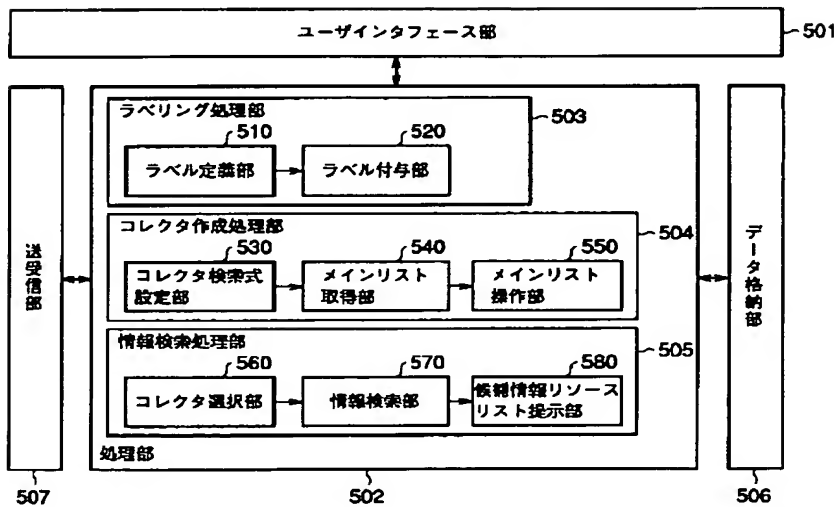 ユーザインタフェース部
501
ラベリング処理部
503
510
520
ラベル定義部
ラベル付与部
コレクタ作成処理部
504
530
540
550
コレクタ検索式
設定部
メインリスト
取得部
メインリスト
操作部
情報検索処理部
505
560
570
580
コレクタ選択部
情報検索部
候補情報リソース
リスト提示部
処理部
送受信部
データ格納部
507
502
506